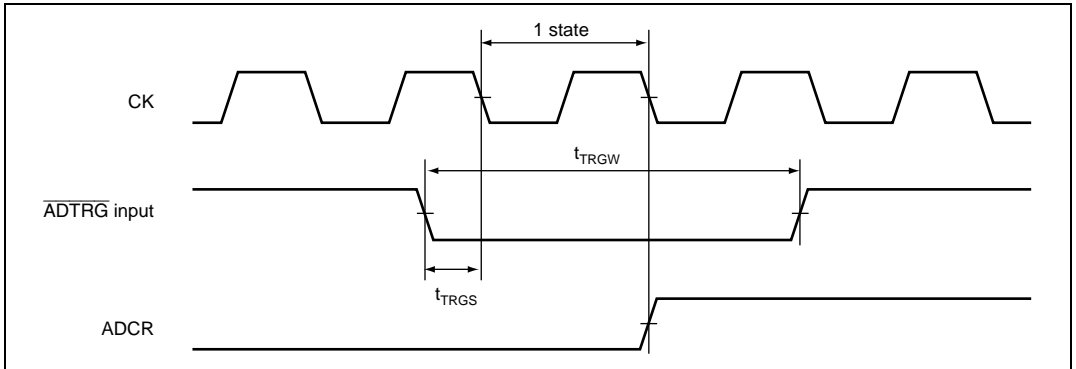 1 state
CK
tTRGW
ADTRG input
tTRGS
ADCR